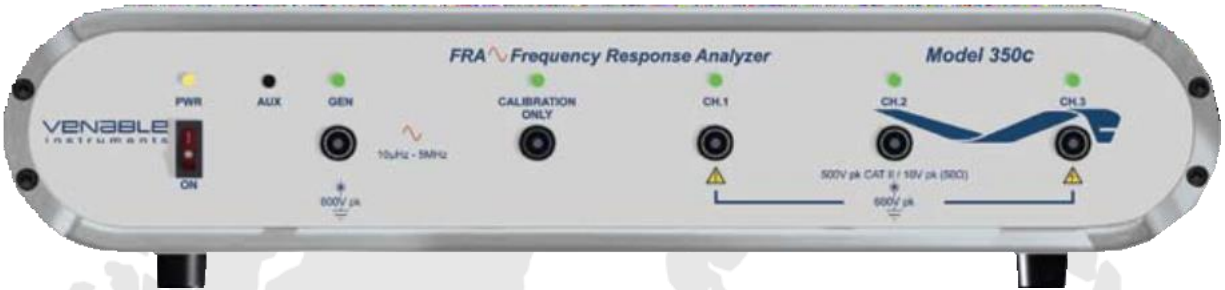 FRA Frequency Response Analyzer
Model 350c
PWR
AUX
GEN
CALIBRATION
ONLY
CH.1
CH.2
CH.3
VENABLE
instruments
10µHz - 5MHz
ON
600V pk
500V pk CAT II / 10V pk (50Ω)
600V pk